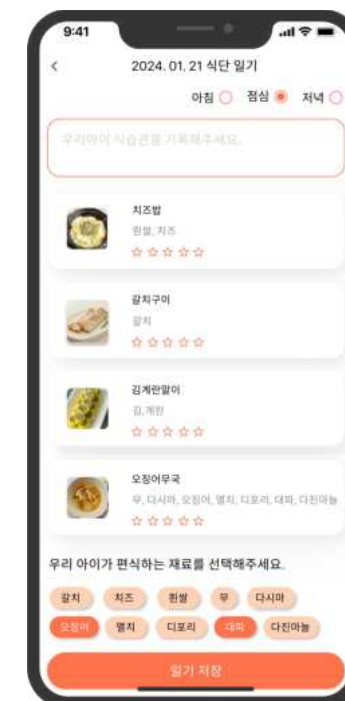 9:41
2024. 01. 21 식단 일기
아침 점심 저녁
우리아이 식습관을 기록해주세요.
치즈밥
흰쌀, 치즈
갈치구이
갈치
김계란말이
김, 계란
오징어무국
무, 다시마, 오징어, 멸치, 디포리, 대파, 다진마늘
우리 아이가 편식하는 재료를 선택해주세요.
갈치 치즈 흰쌀 무 다시마
오징어 멸치 디포리 대파 다진마늘
일기 저장